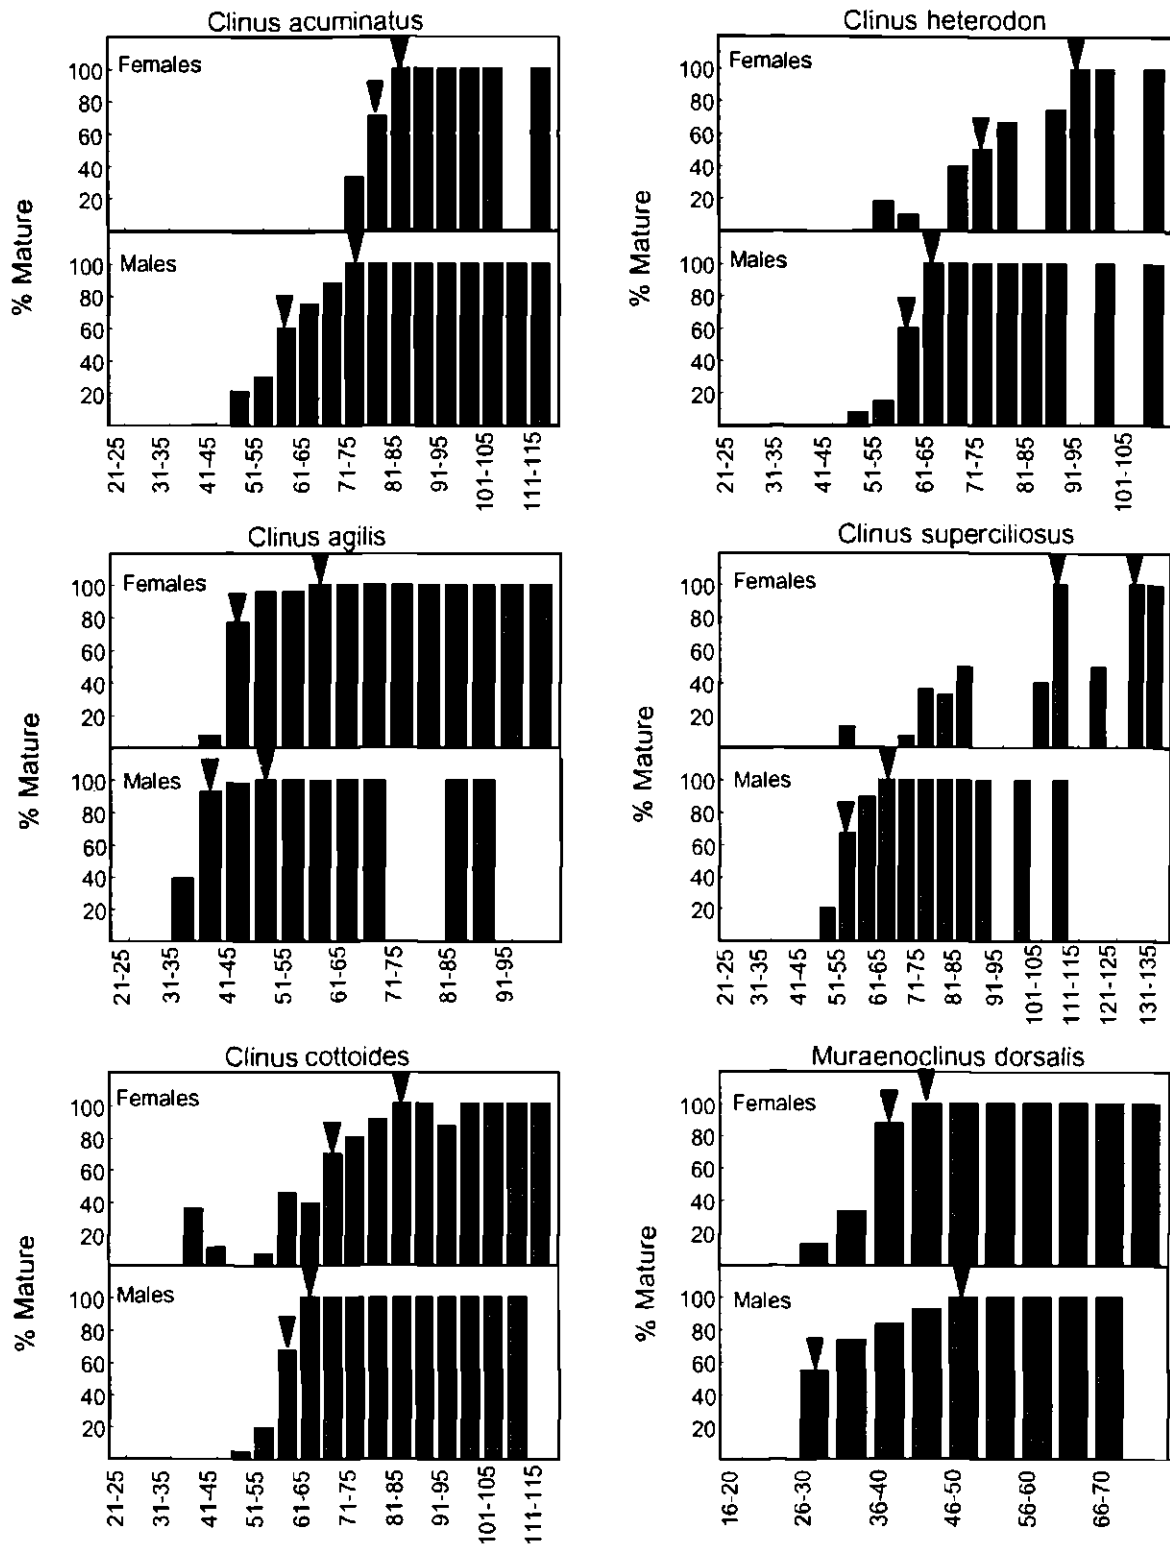 Clinus acuminatus
Females
100
80
60
40
20
Males
100
80
60
40
20
% Mature
21-25 31-35 41-45 51-55 61-65 71-75 81-85 91-95 101-105 111-115
Clinus heterodon
Females
100
80
60
40
20
Males
100
80
60
40
20
% Mature
21-25 31-35 41-45 51-55 61-65 71-75 81-85 91-95 101-105
Clinus agilis
Females
100
80
60
40
20
Males
100
80
60
40
20
% Mature
21-25 31-35 41-45 51-55 61-65 71-75 81-85 91-95
Clinus superciliosus
Females
100
80
60
40
20
Males
100
80
60
40
20
% Mature
21-25 31-35 41-45 51-55 61-65 71-75 81-85 91-95 101-105 111-115 121-125 131-135
Clinus cottoides
Females
100
80
60
40
20
Males
100
80
60
40
20
% Mature
21-25 31-35 41-45 51-55 61-65 71-75 81-85 91-95 101-105 111-115
Muraenoclinus dorsalis
Females
100
80
60
40
20
Males
100
80
60
40
20
% Mature
16-20 26-30 36-40 46-50 56-60 66-70